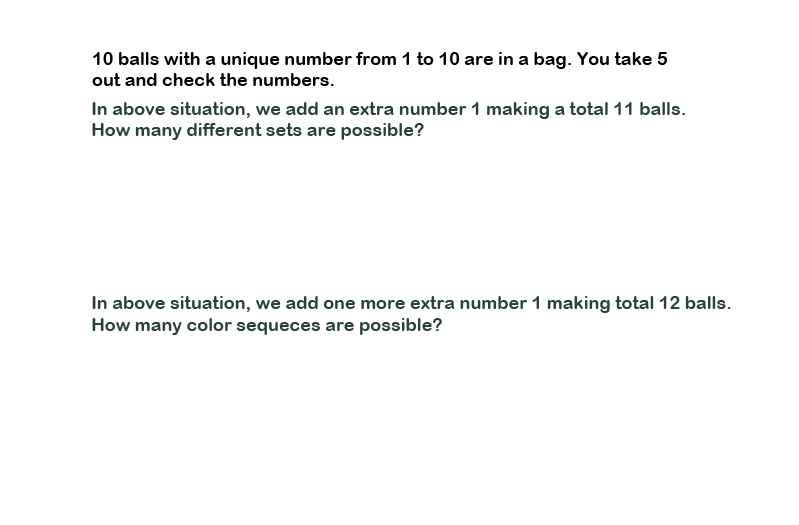 10 balls with a unique number from 1 to 10 are in a bag. You take 5
out and check the numbers.
In above situation, we add an extra number 1 making a total 11 balls.
How many different sets are possible?
In above situation, we add one more extra number 1 making total 12 balls.
How many color sequeces are possible?